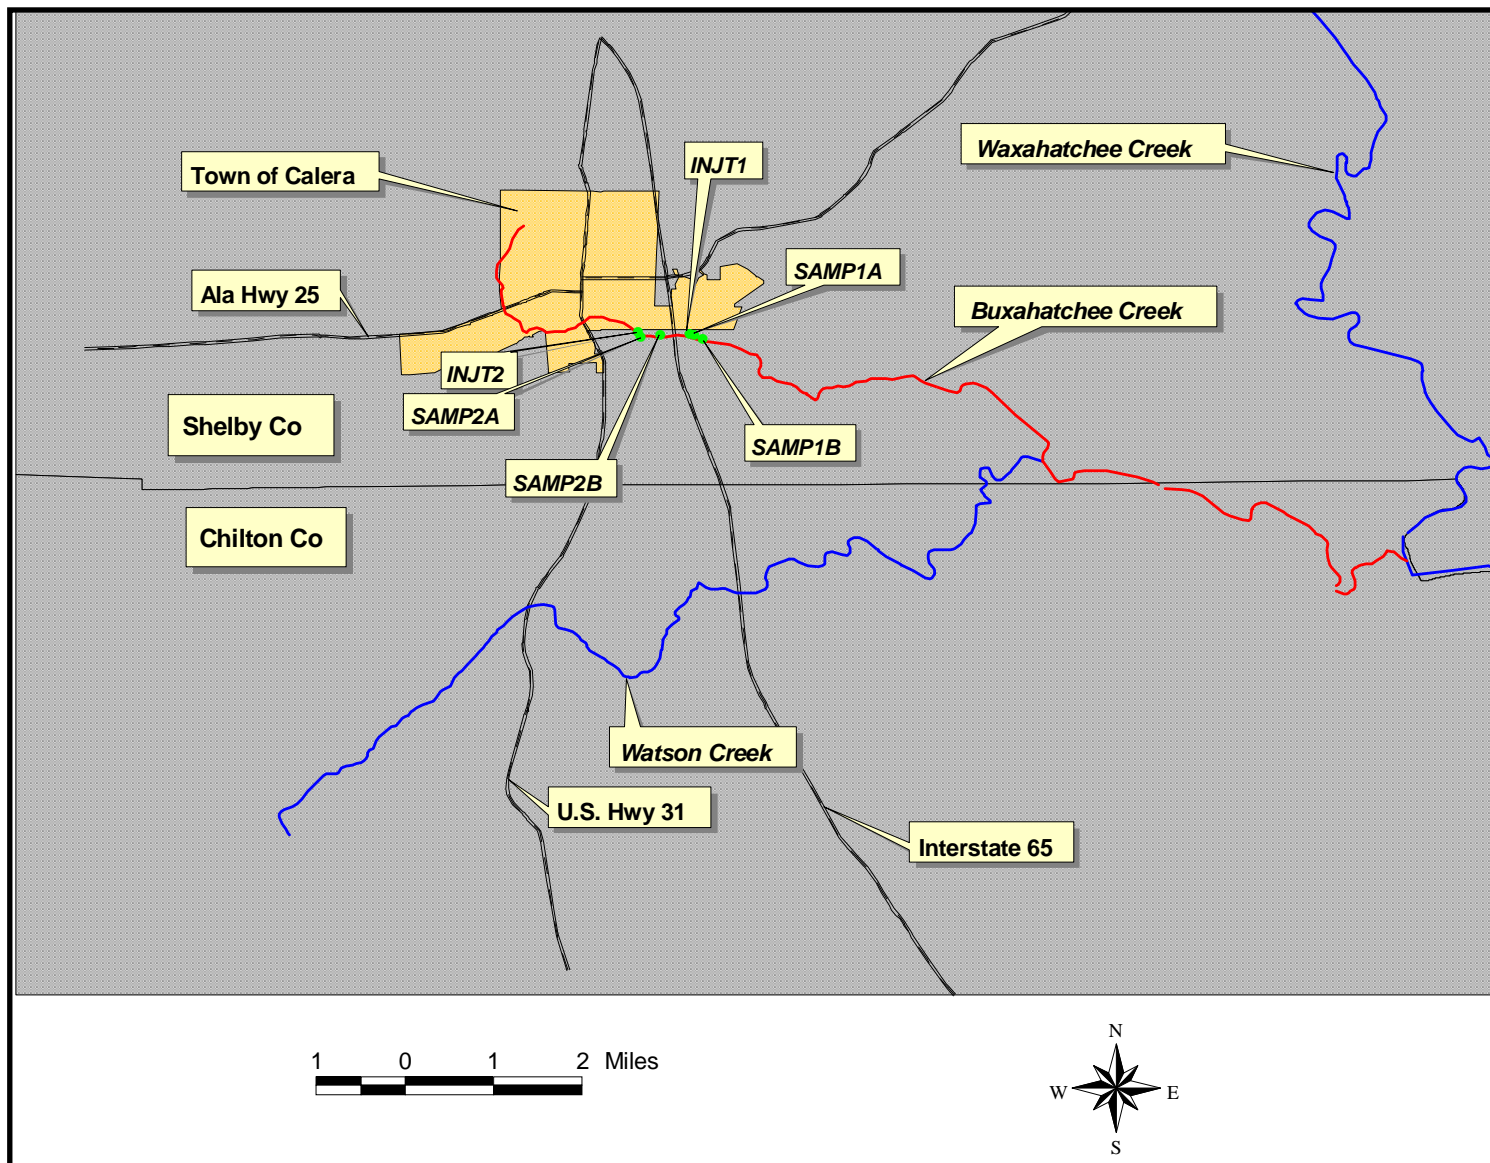 INJT1
Waxahatchee Creek
Town of Calera
SAMP1A
Ala Hwy 25
Buxahatchee Creek
INJT2
SAMP2A
Shelby Co
SAMP1B
SAMP2B
Chilton Co
Watson Creek
U.S. Hwy 31
Interstate 65
N
1 0 1 2 Miles
W E
S